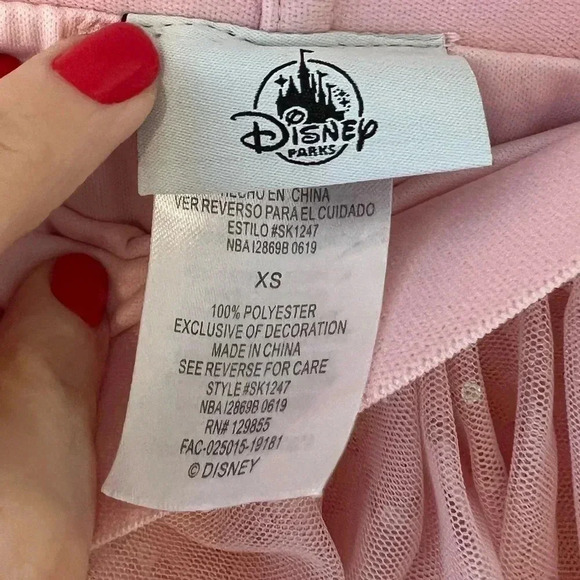 Disney
PARKS
HECHO EN CHINA
VER REVERSO PARA EL CUIDADO
ESTILO #SK1247
NBA I2869B 0619
XS
100% POLYESTER
EXCLUSIVE OF DECORATION
MADE IN CHINA
SEE REVERSE FOR CARE
STYLE #SK1247
NBA I2869B 0619
RN# 129855
FAC-025015-19181
© DISNEY